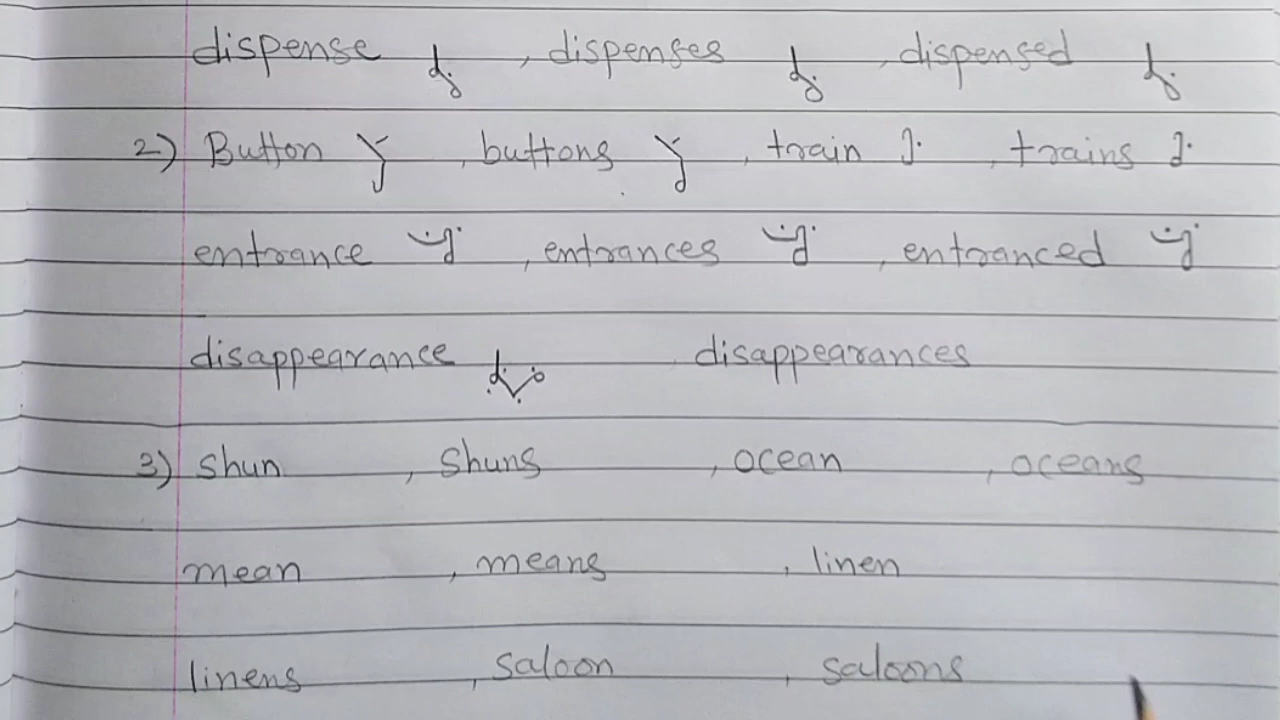 dispense , dispenses , dispensed
2) Button , buttons , train , trains
entrance , entrances , entranced
disappearance disappearances
3) shun , shuns , ocean , oceans
mean , means , linen
linens , saloon , saloons